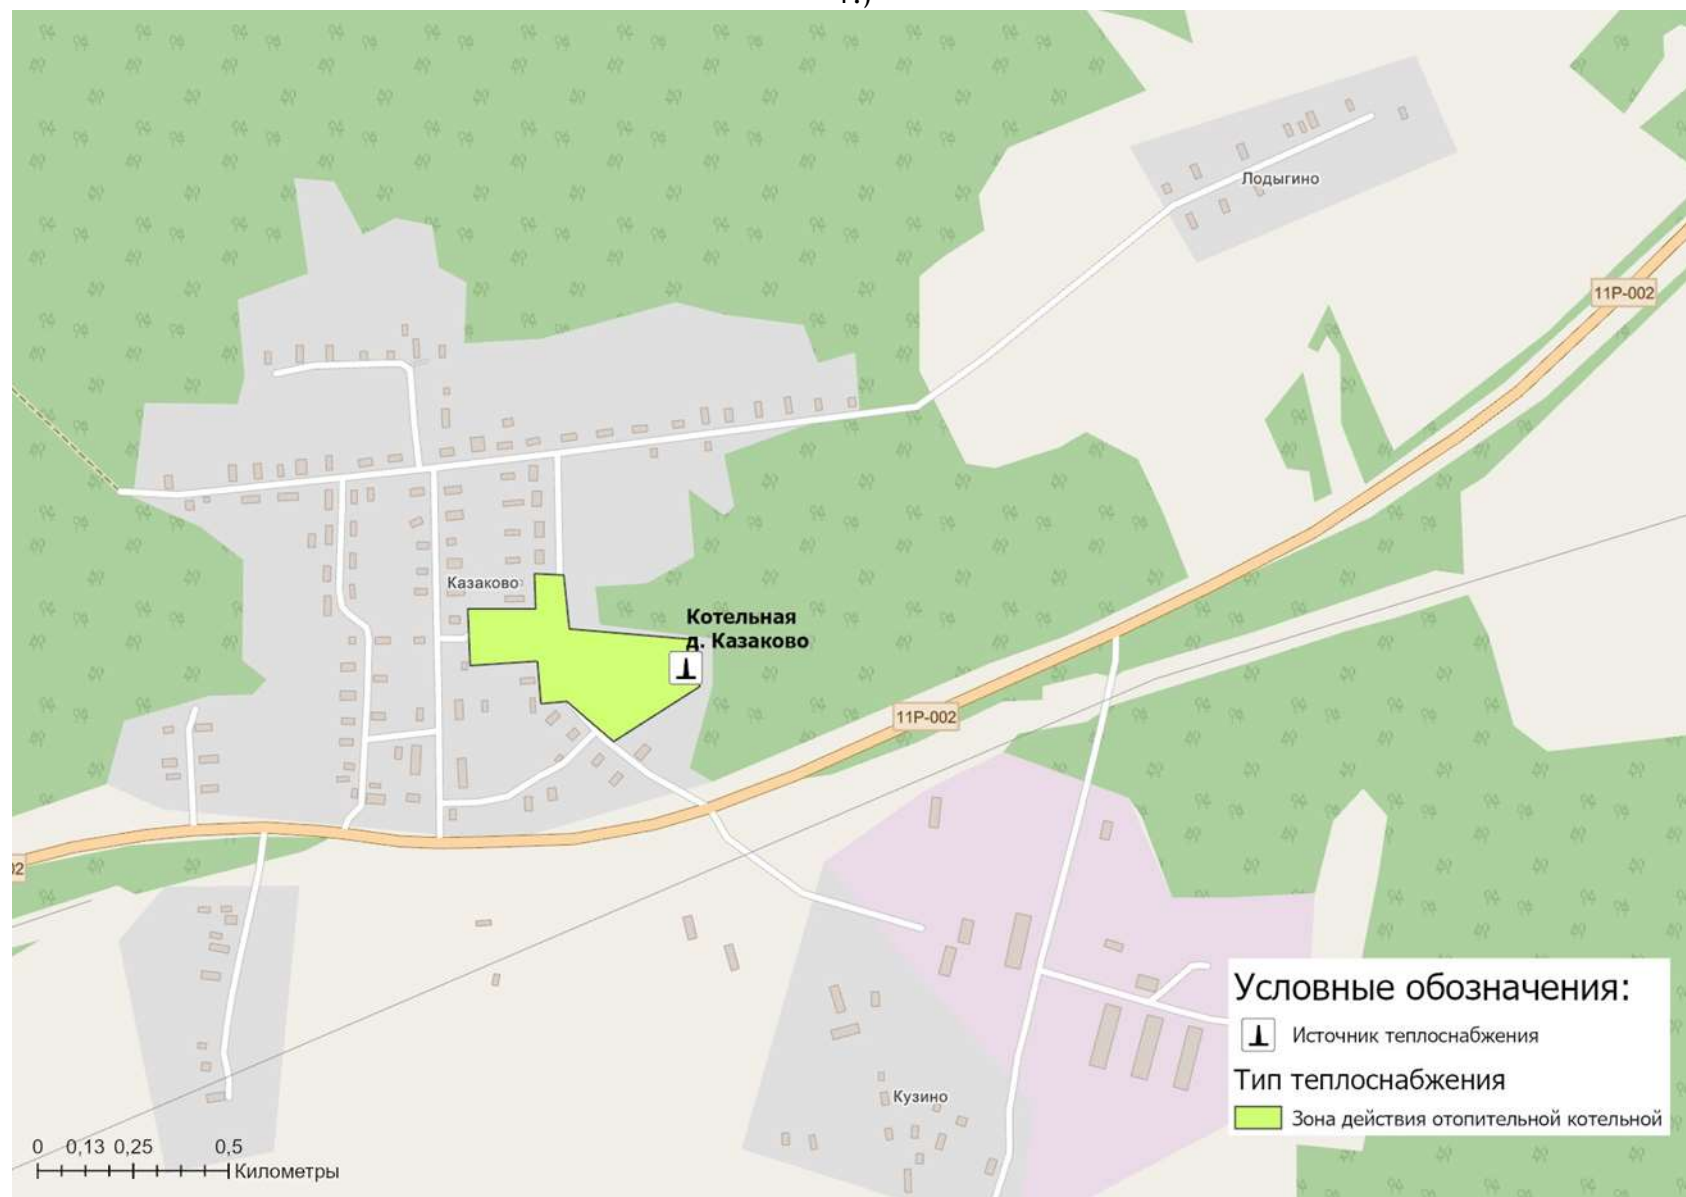 Лодыгино
11Р-002
Казаково
Котельная
д. Казаково
11Р-002
02
Условные обозначения:
Источник теплоснабжения
Тип теплоснабжения
Зона действия отопительной котельной
Кузино
0 0,13 0,25 0,5
Километры